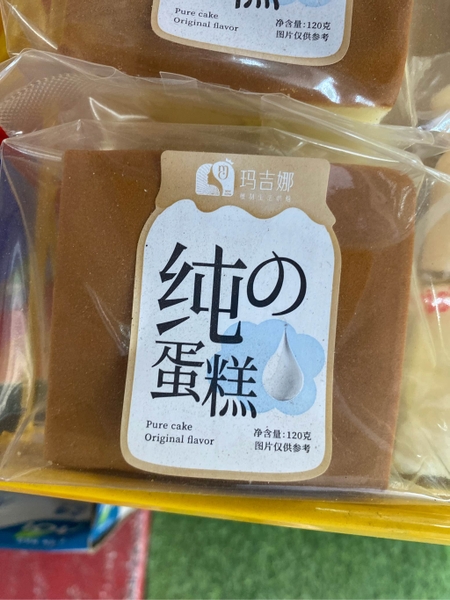 糕
Pure cake
Original flavor
净含量:120克
图片仅供参考
玛吉娜
纯の
蛋糕
Pure cake
Original flavor
净含量:120克
图片仅供参考